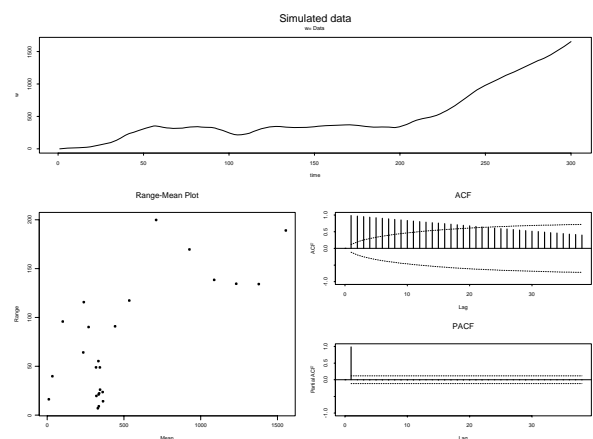 Simulated data
w= Data
w
0
500
1000
1500
0
50
100
150
200
250
300
time
Range-Mean Plot
Range
0
50
100
150
200
0
500
1000
1500
Mean
ACF
ACF
-1.0
0.0
0.5
1.0
0
10
20
30
Lag
PACF
Partial ACF
-1.0
0.0
0.5
1.0
0
10
20
30
Lag